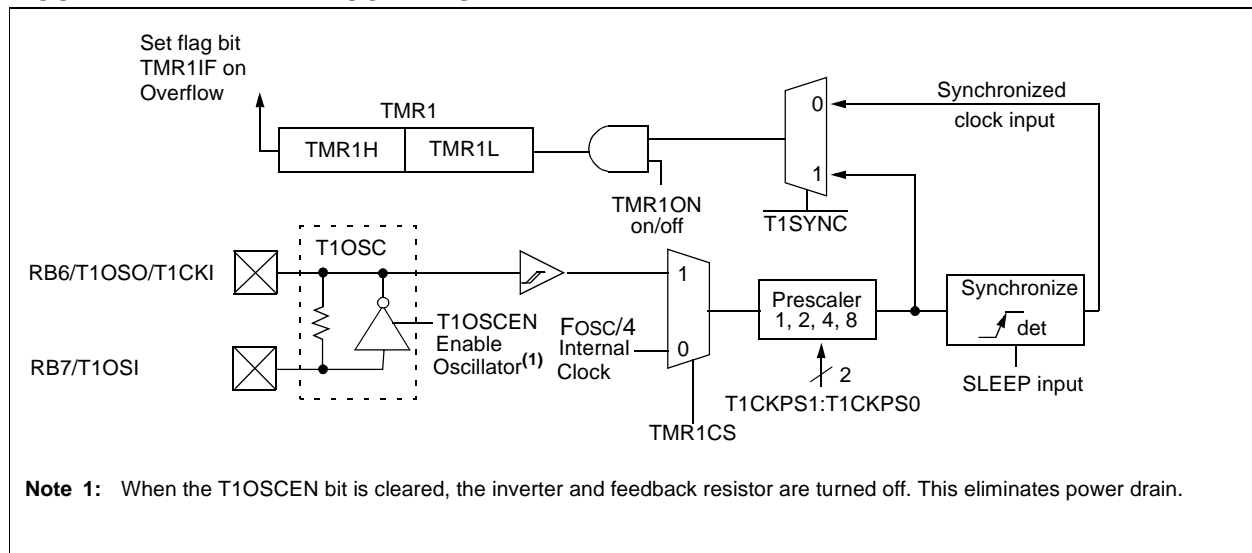 Set flag bit
TMR1IF on
Overflow
TMR1
TMR1H
TMR1L
TMR1ON
on/off
0
1
T1SYNC
Synchronized
clock input
T1OSC
RB6/T1OSO/T1CKI
RB7/T1OSI
T1OSCEN
Enable
Oscillator(1)
FOSC/4
Internal
Clock
1
0
TMR1CS
Prescaler
1, 2, 4, 8
2
T1CKPS1:T1CKPS0
Synchronize
det
SLEEP input
Note 1: When the T1OSCEN bit is cleared, the inverter and feedback resistor are turned off. This eliminates power drain.